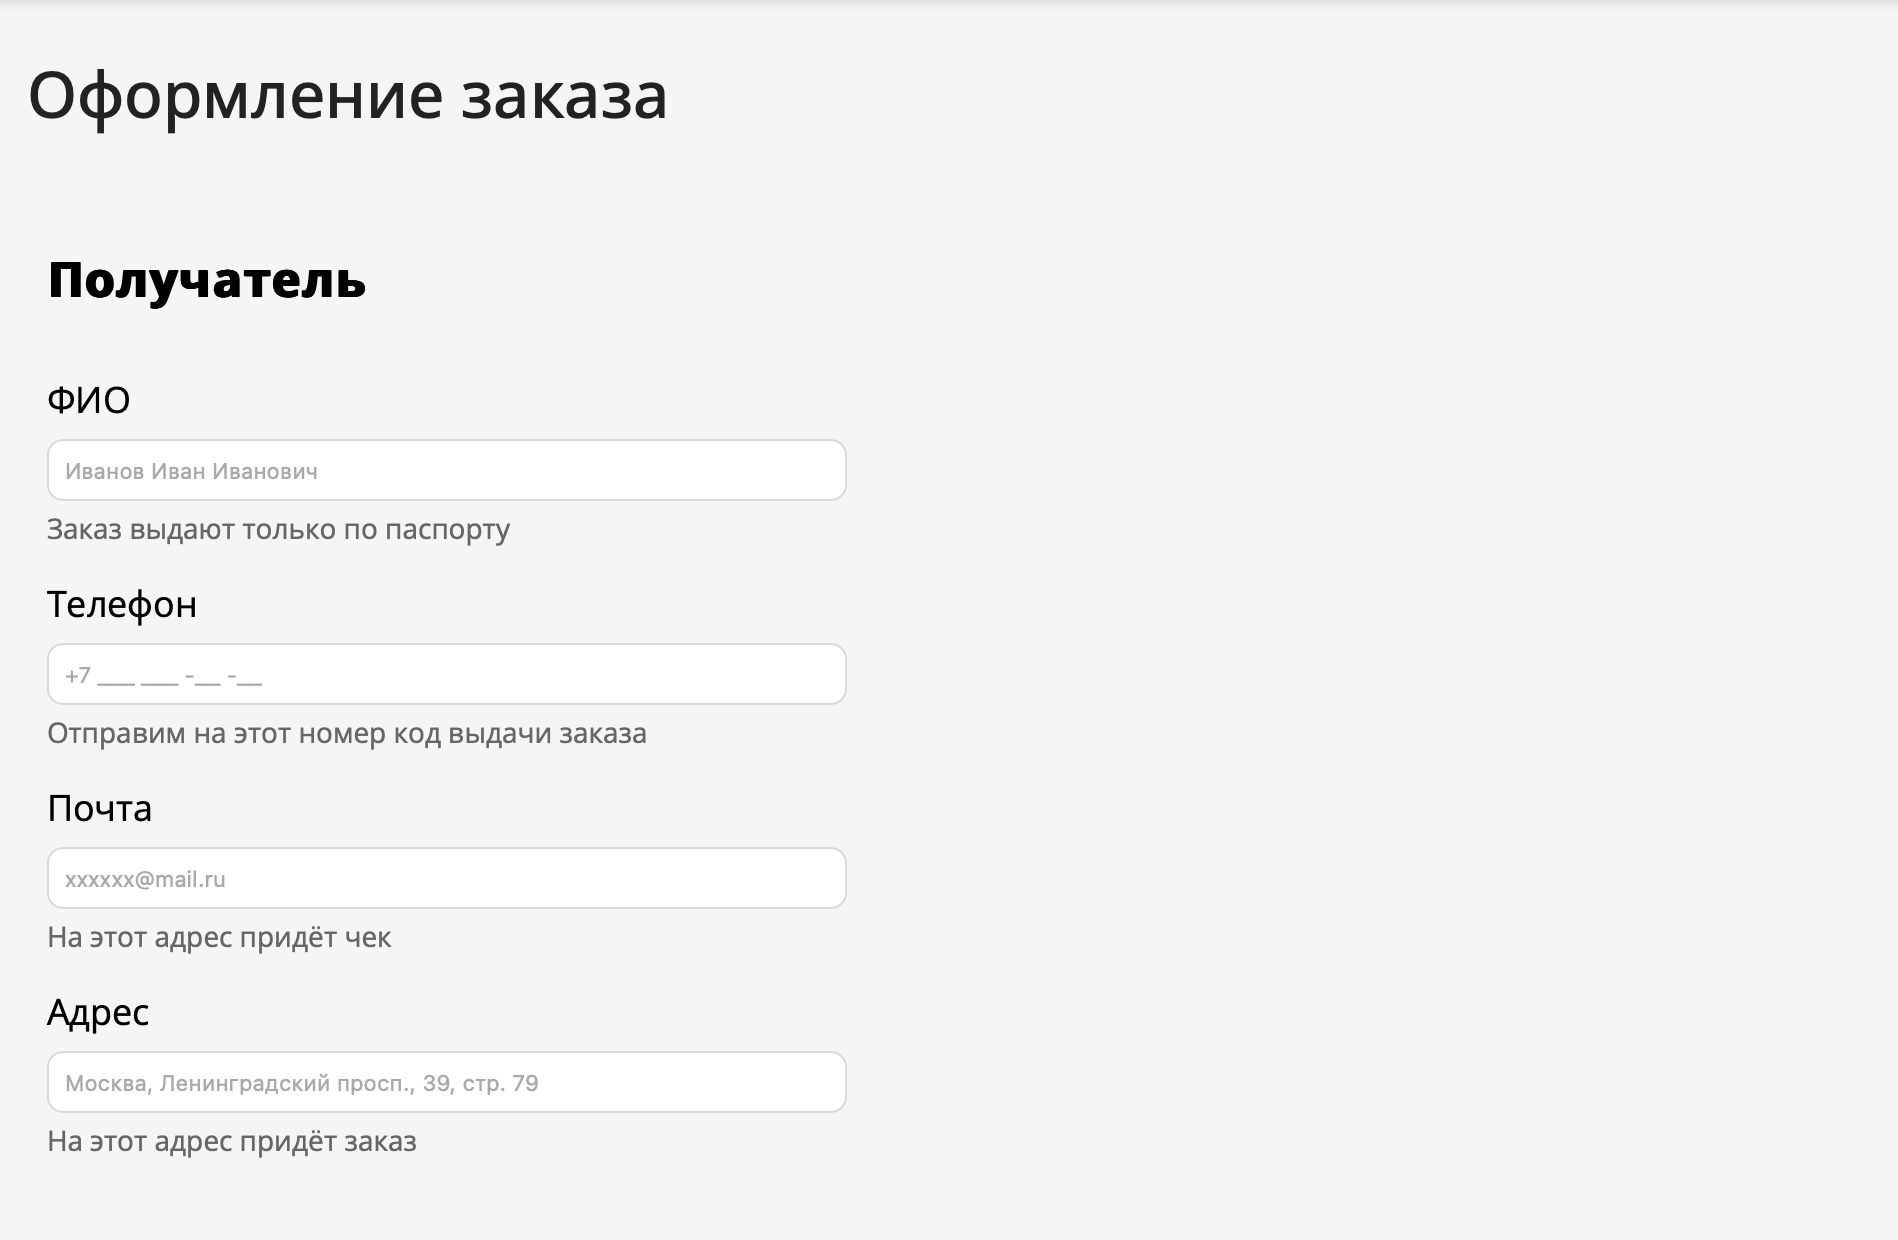 Оформление заказа
Получатель
ФИО
Иванов Иван Иванович
Заказ выдают только по паспорту
Телефон
+7 ___ ___ -__ -__
Отправим на этот номер код выдачи заказа
Почта
xxxxxx@mail.ru
На этот адрес придёт чек
Адрес
Москва, Ленинградский просп., 39, стр. 79
На этот адрес придёт заказ